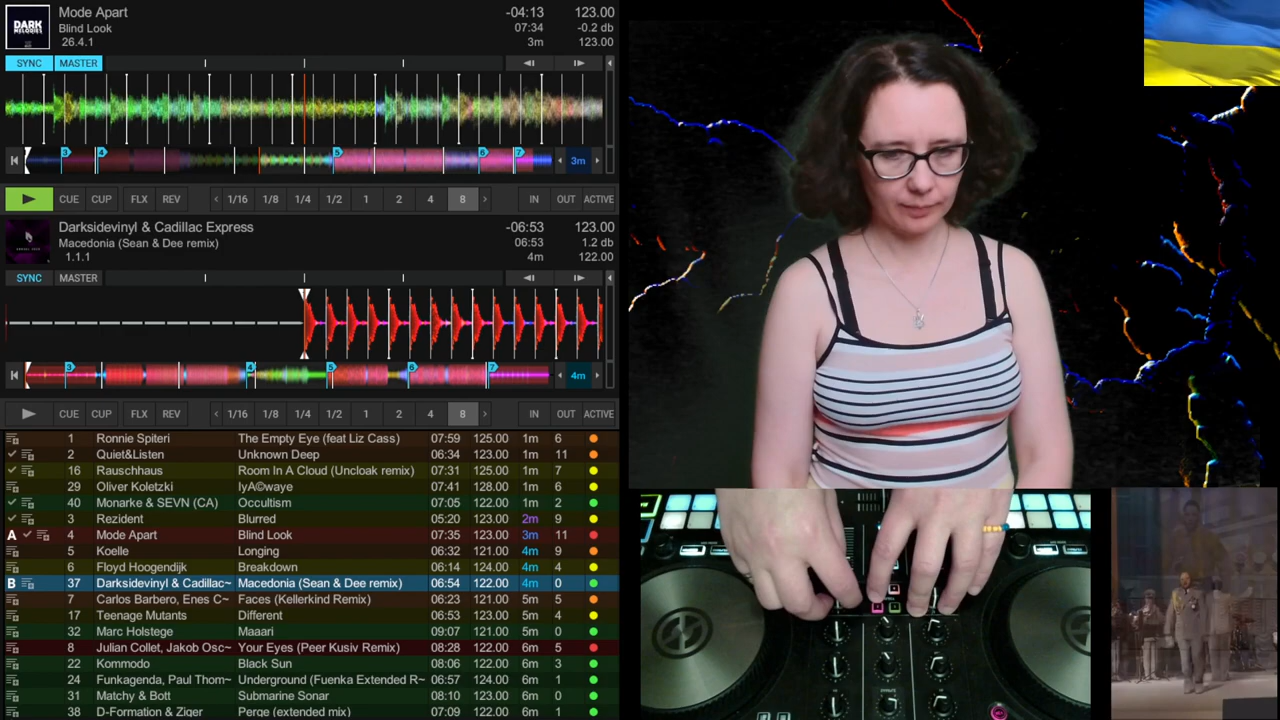 DARK
MELODIES
Mode Apart -04:13 123.00
Blind Look 07:34 -0.2 db
26.4.1 3m 123.00
SYNC MASTER
3 4 5 6 7 3m
CUE CUP FLX REV 1/16 1/8 1/4 1/2 1 2 4 8 IN OUT ACTIVE
Darksidevinyl & Cadillac Express -06:53 123.00
Macedonia (Sean & Dee remix) 06:53 1.2 db
1.1.1 4m 122.00
SYNC MASTER
3 4 5 6 7 4m
CUE CUP FLX REV 1/16 1/8 1/4 1/2 1 2 4 8 IN OUT ACTIVE
1 Ronnie Spiteri The Empty Eye (feat Liz Cass) 07:59 125.00 1m 6
2 Quiet&Listen Unknown Deep 06:34 123.00 1m 11
16 Rauschhaus Room In A Cloud (Uncloak remix) 07:31 125.00 1m 7
29 Oliver Koletzki IyA©waye 07:41 128.00 1m 6
40 Monarke & SEVN (CA) Occultism 07:05 122.00 1m 2
3 Rezident Blurred 05:20 123.00 2m 9
A 4 Mode Apart Blind Look 07:35 123.00 3m 11
5 Koelle Longing 06:32 121.00 4m 9
6 Floyd Hoogendijk Breakdown 06:14 124.00 4m 4
B 37 Darksidevinyl & Cadillac~ Macedonia (Sean & Dee remix) 06:54 122.00 4m 0
7 Carlos Barbero, Enes C~ Faces (Kellerkind Remix) 06:23 121.00 5m 5
17 Teenage Mutants Different 06:53 123.00 5m 4
32 Marc Holstege Maaari 09:07 121.00 5m 0
8 Julian Collet, Jakob Osc~ Your Eyes (Peer Kusiv Remix) 08:28 122.00 6m 5
22 Kommodo Black Sun 08:06 122.00 6m 3
24 Funkagenda, Paul Thom~ Underground (Fuenka Extended R~ 06:57 124.00 6m 1
31 Matchy & Bott Submarine Sonar 08:10 123.00 6m 0
38 D-Formation & Ziger Perge (extended mix) 07:09 122.00 6m 1